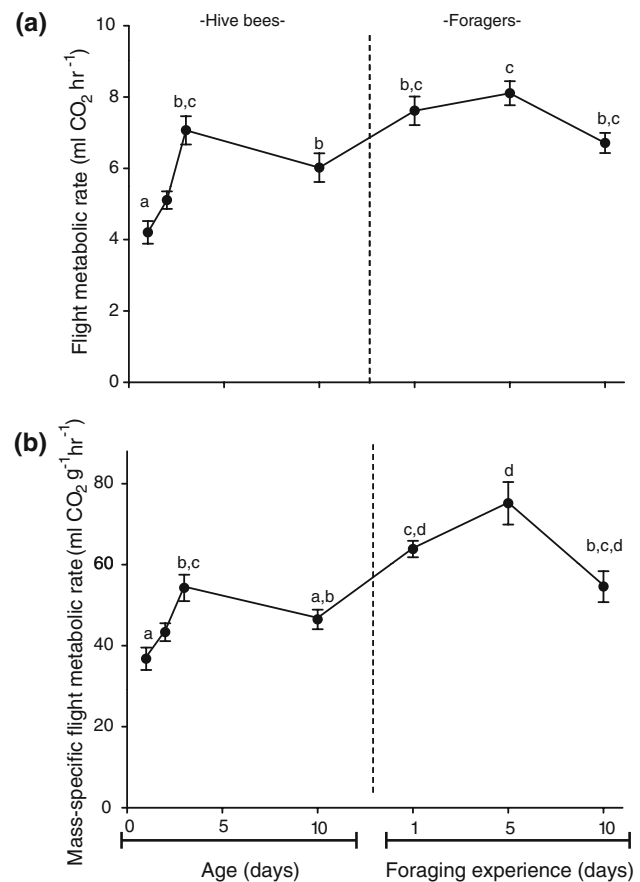 (a)
-Hive bees-
-Foragers-
Flight metabolic rate (ml CO₂ hr⁻¹)
10
8
6
4
2
0
a
b,c
b
b,c
c
b,c
(b)
Mass-specific flight metabolic rate (ml CO₂ g⁻¹hr⁻¹)
80
60
40
20
0
a
b,c
a,b
c,d
d
b,c,d
0 5 10 1 5 10
Age (days) Foraging experience (days)